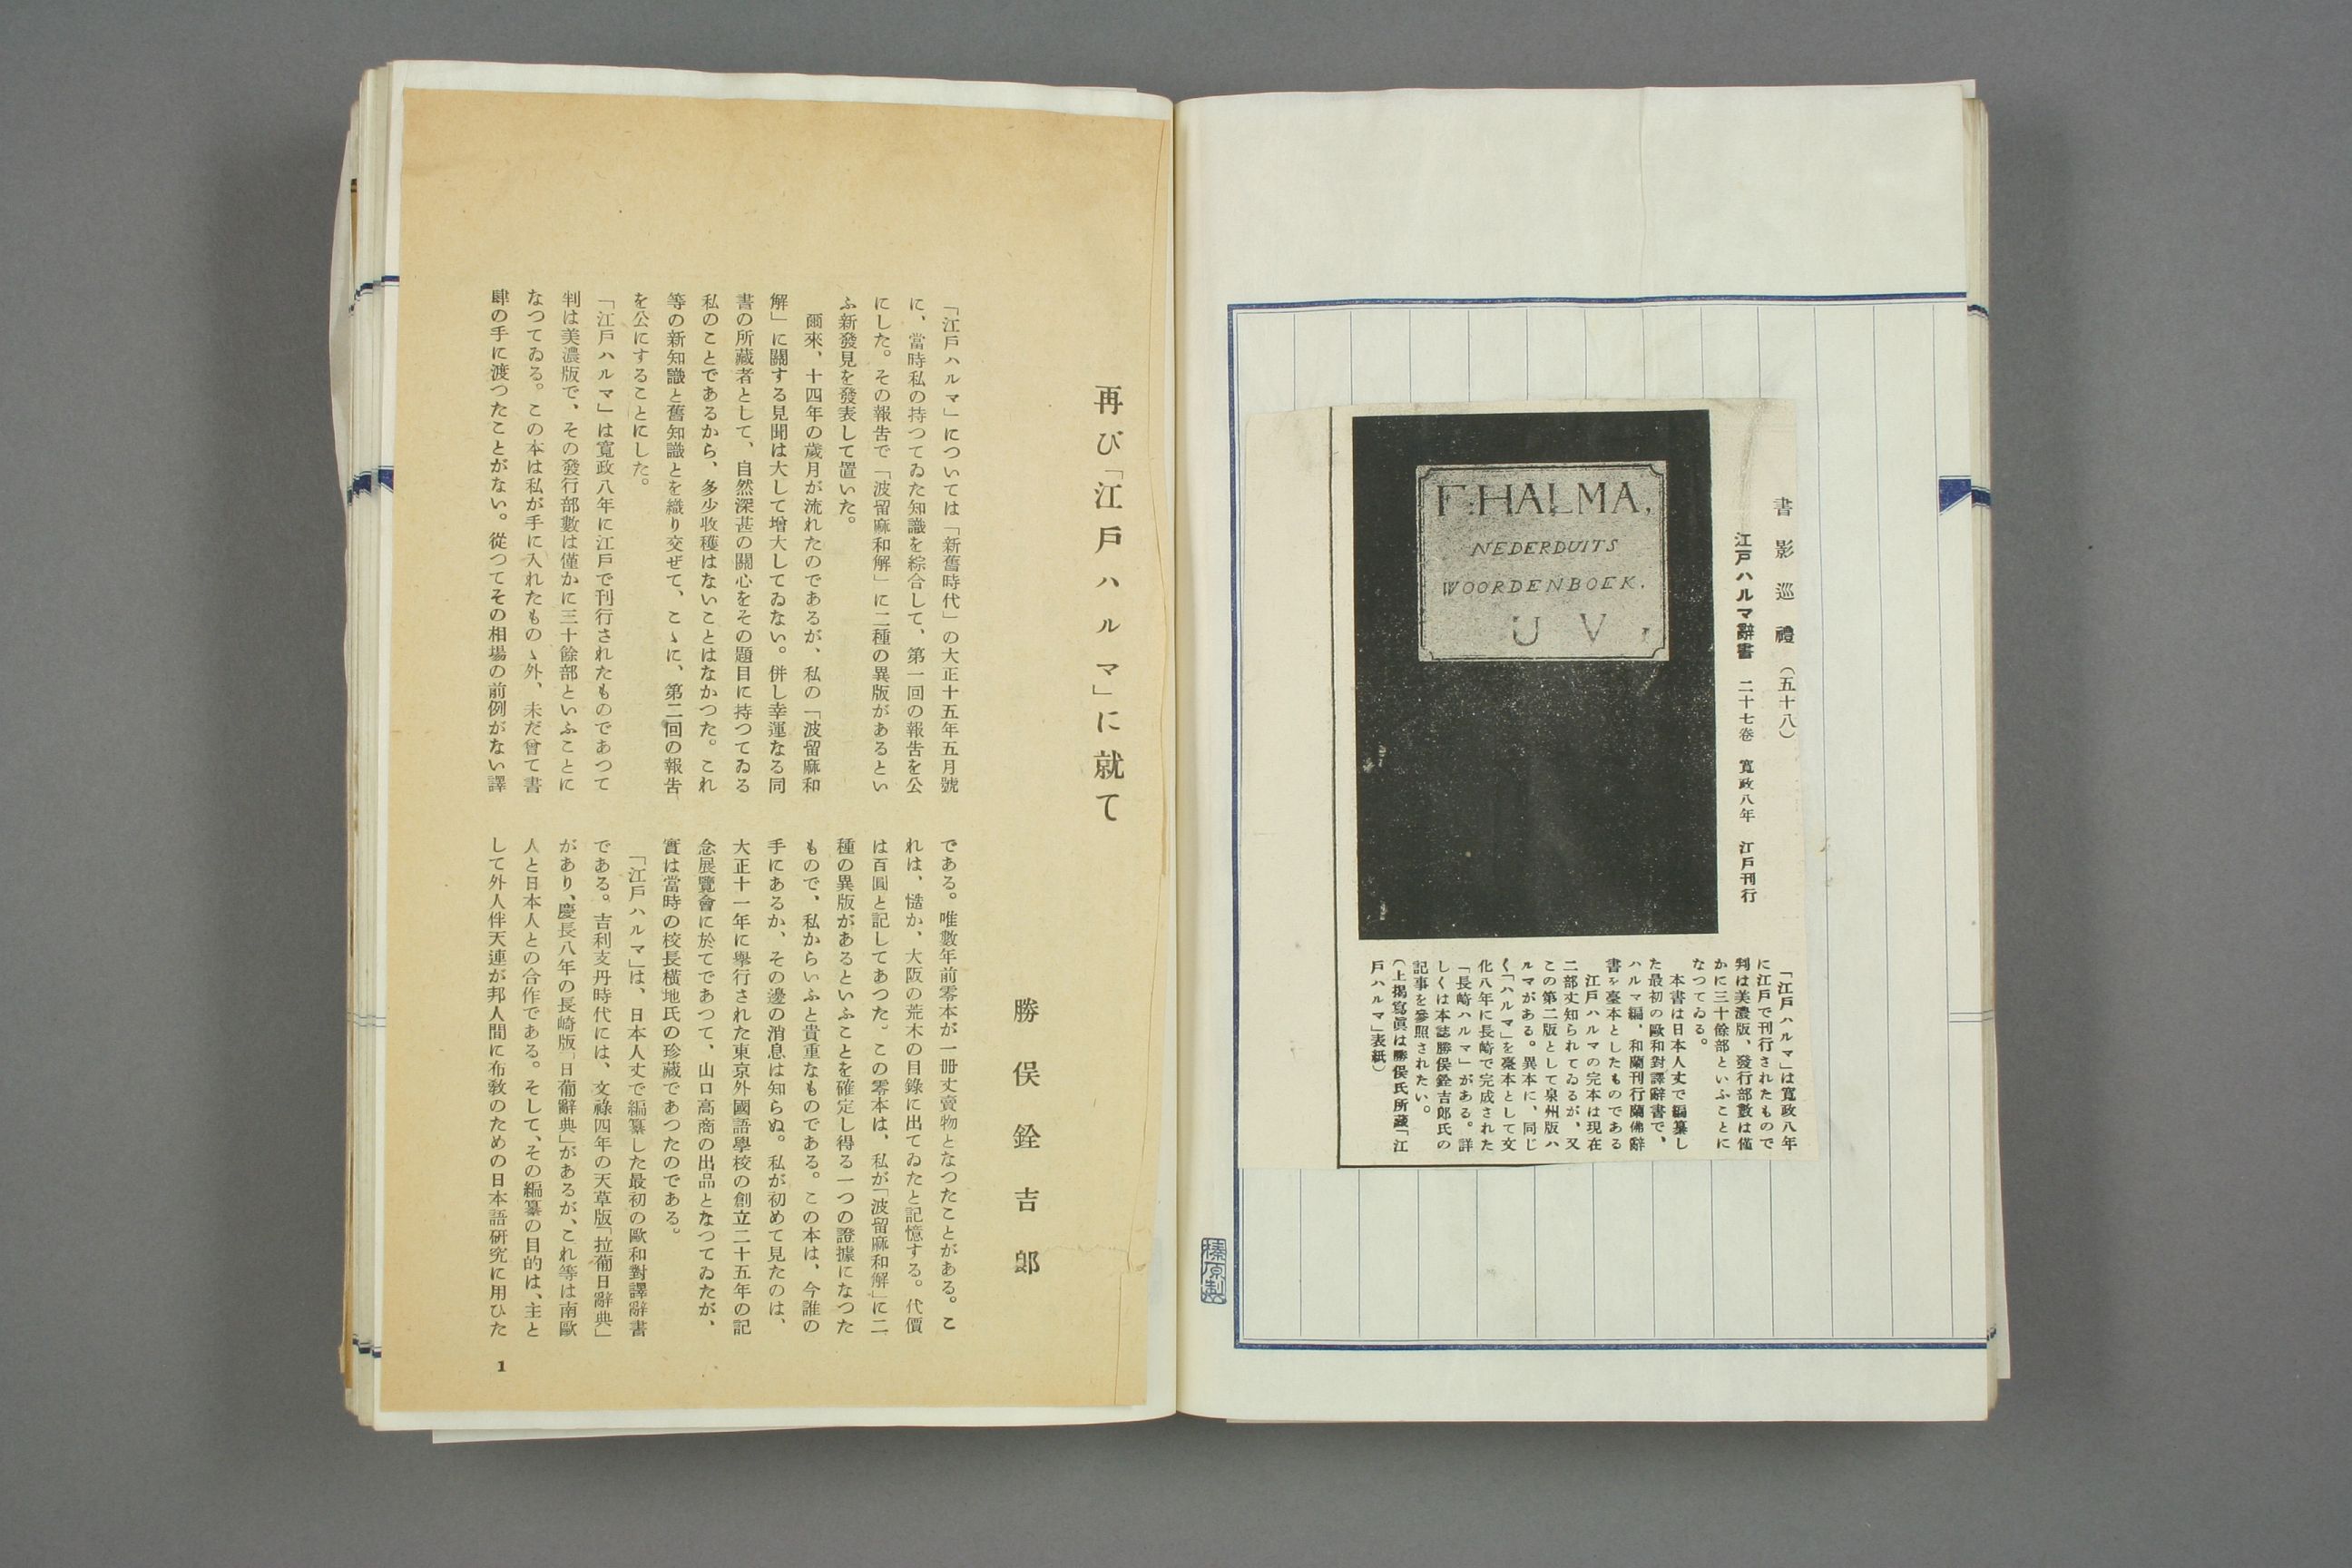 書影巡禮（五十八）
江戸ハルマ辭書　二十七卷　寛政八年　江戸刊行
F:HALMA,
NEDERDUITS
WOORDENBOEK.
U V,
「江戸ハルマ」は寛政八年
に江戸で刊行されたもので
判は美濃版、發行部數は僅
かに三十餘部といふことに
なつてゐる。
本書は日本人丈で編纂し
た最初の歐和對譯辭書で、
ハルマ編、和蘭刊行蘭佛辭
書を臺本としたものである
江戸ハルマの完本は現在
二部丈知られてゐるが、又
この第二版として泉州版ハ
ルマがある。異本に、同じ
く「ハルマ」を臺本として文
化八年に長崎で完成された
「長崎ハルマ」がある。詳
しくは本誌勝俣銓吉郎氏の
記事を參照されたい。
（上掲寫眞は勝俣氏所藏「江
戸ハルマ」表紙）
榛原製
再び「江戸ハルマ」に就て
勝俣銓吉郎
「江戸ハルマ」については「新舊時代」の大正十五年五月號
に、當時私の持つてゐた知識を綜合して、第一回の報告を公
にした。その報告で「波留麻和解」に二種の異版があるとい
ふ新發見を發表して置いた。
爾來、十四年の歲月が流れたのであるが、私の「波留麻和
解」に關する見聞は大して增大してゐない。併し幸運なる同
書の所藏者として、自然深甚の關心をその題目に持つてゐる
私のことであるから、多少收穫はないことはなかつた。これ
等の新知識と舊知識とを織り交ぜて、こゝに、第二回の報告
を公にすることにした。
「江戸ハルマ」は寛政八年に江戸で刊行されたものであつて
判は美濃版で、その發行部數は僅かに三十餘部といふことに
なつてゐる。この本は私が手に入れたものゝ外、未だ曾て書
肆の手に渡つたことがない。從つてその相場の前例がない譯
である。唯數年前零本が一册丈賣物となつたことがある。こ
れは、慥か、大阪の荒木の目錄に出てゐたと記憶する。代價
は百圓と記してあつた。この零本は、私が「波留麻和解」に二
種の異版があるといふことを確定し得る一つの證據になつた
もので、私からいふと貴重なものである。この本は、今誰の
手にあるか、その邊の消息は知らぬ。私が初めて見たのは、
大正十一年に擧行された東京外國語學校の創立二十五年の記
念展覽會に於てであつて、山口高商の出品となつてゐたが、
實は當時の校長横地氏の珍藏であつたのである。
「江戸ハルマ」は、日本人丈で編纂した最初の歐和對譯辭書
である。吉利支丹時代には、文祿四年の天草版「拉葡日辭典」
があり、慶長八年の長崎版「日葡辭典」があるが、これ等は南歐
人と日本人との合作である。そして、その編纂の目的は、主と
して外人伴天連が邦人間に布敎のための日本語研究に用ひた
1